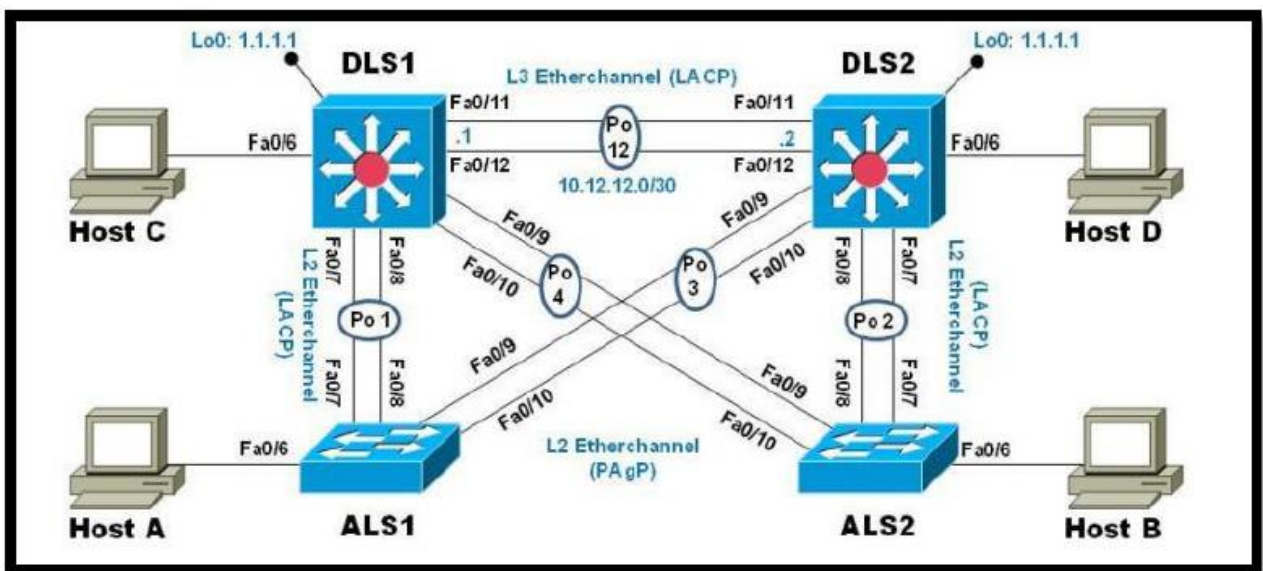 Lo0: 1.1.1.1
Lo0: 1.1.1.1
DLS1
DLS2
L3 Etherchannel (LACP)
Fa0/11
Fa0/11
Fa0/6
.1
Po
12
.2
Fa0/6
Fa0/12
Fa0/12
10.12.12.0/30
Host C
Host D
Fa0/9
Fa0/9
Fa0/10
Fa0/10
Po
4
Po
3
Fa0/7
Fa0/8
Fa0/8
Fa0/7
L2 Etherchannel
(LACP)
L2 Etherchannel
(LACP)
Po 1
Po 2
Fa0/7
Fa0/8
Fa0/9
Fa0/10
Fa0/9
Fa0/10
Fa0/8
Fa0/7
Fa0/6
L2 Etherchannel
(PAgP)
Fa0/6
Host A
ALS1
ALS2
Host B